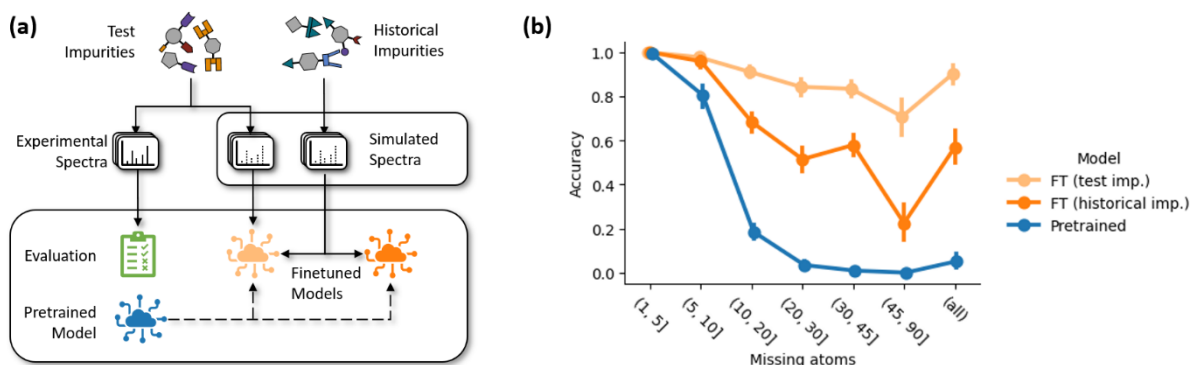 (a)
Test
Impurities
Historical
Impurities
Experimental
Spectra
Simulated
Spectra
Evaluation
Finetuned
Models
Pretrained
Model
(b)
Accuracy
1.0
0.8
0.6
0.4
0.2
0.0
(1, 5]
(5, 10]
(10, 20]
(20, 30]
(30, 45]
(45, 90]
(all)
Missing atoms
Model
FT (test imp.)
FT (historical imp.)
Pretrained